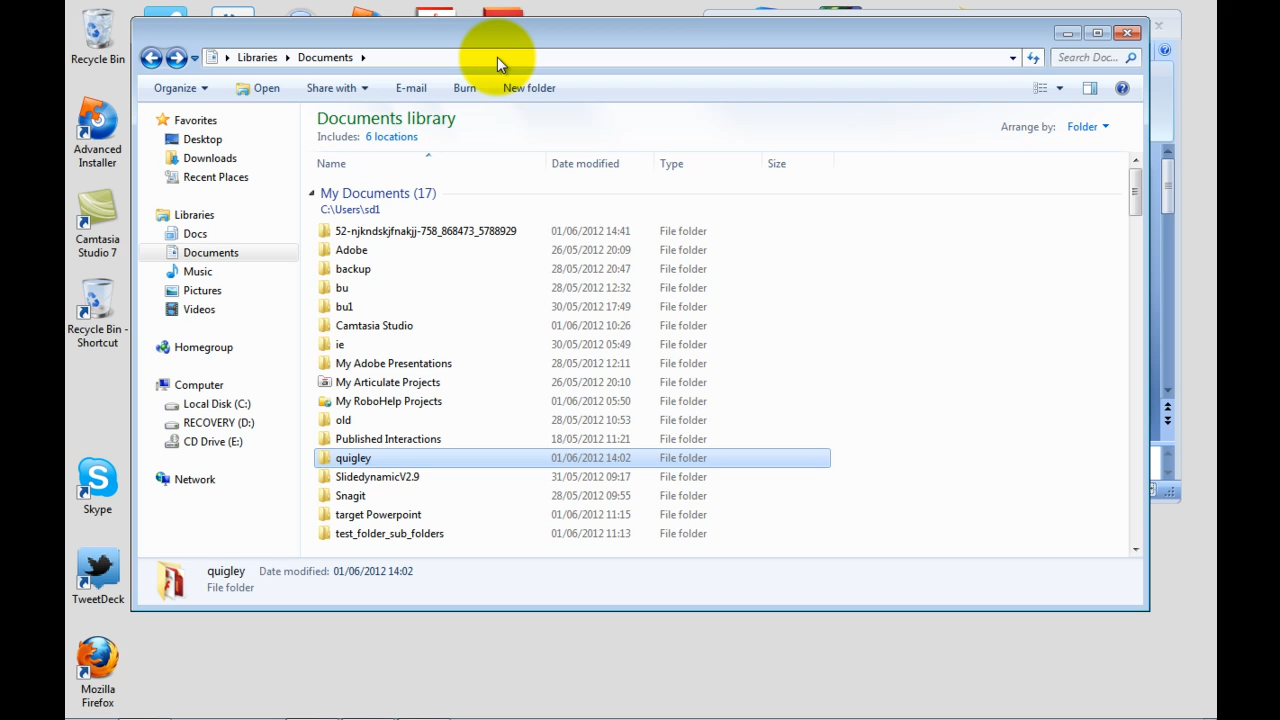 Recycle Bin
Advanced
Installer
Camtasia
Studio 7
Recycle Bin -
Shortcut
Skype
TweetDeck
Mozilla
Firefox
Libraries Documents
Search Doc...
Organize Open Share with E-mail Burn New folder
Favorites
Desktop
Downloads
Recent Places
Libraries
Docs
Documents
Music
Pictures
Videos
Homegroup
Computer
Local Disk (C:)
RECOVERY (D:)
CD Drive (E:)
Network
Documents library
Includes: 6 locations
Arrange by: Folder
Name Date modified Type Size
My Documents (17)
C:\Users\sd1
52-njkndskjfnakjj-758_868473_5788929 01/06/2012 14:41 File folder
Adobe 26/05/2012 20:09 File folder
backup 28/05/2012 20:47 File folder
bu 28/05/2012 12:32 File folder
bu1 30/05/2012 17:49 File folder
Camtasia Studio 01/06/2012 10:26 File folder
ie 30/05/2012 05:49 File folder
My Adobe Presentations 28/05/2012 12:11 File folder
My Articulate Projects 26/05/2012 20:10 File folder
My RoboHelp Projects 01/06/2012 05:50 File folder
old 28/05/2012 10:53 File folder
Published Interactions 18/05/2012 11:21 File folder
quigley 01/06/2012 14:02 File folder
SlidedynamicV2.9 31/05/2012 09:17 File folder
Snagit 28/05/2012 09:55 File folder
target Powerpoint 01/06/2012 11:15 File folder
test_folder_sub_folders 01/06/2012 11:13 File folder
quigley Date modified: 01/06/2012 14:02
File folder